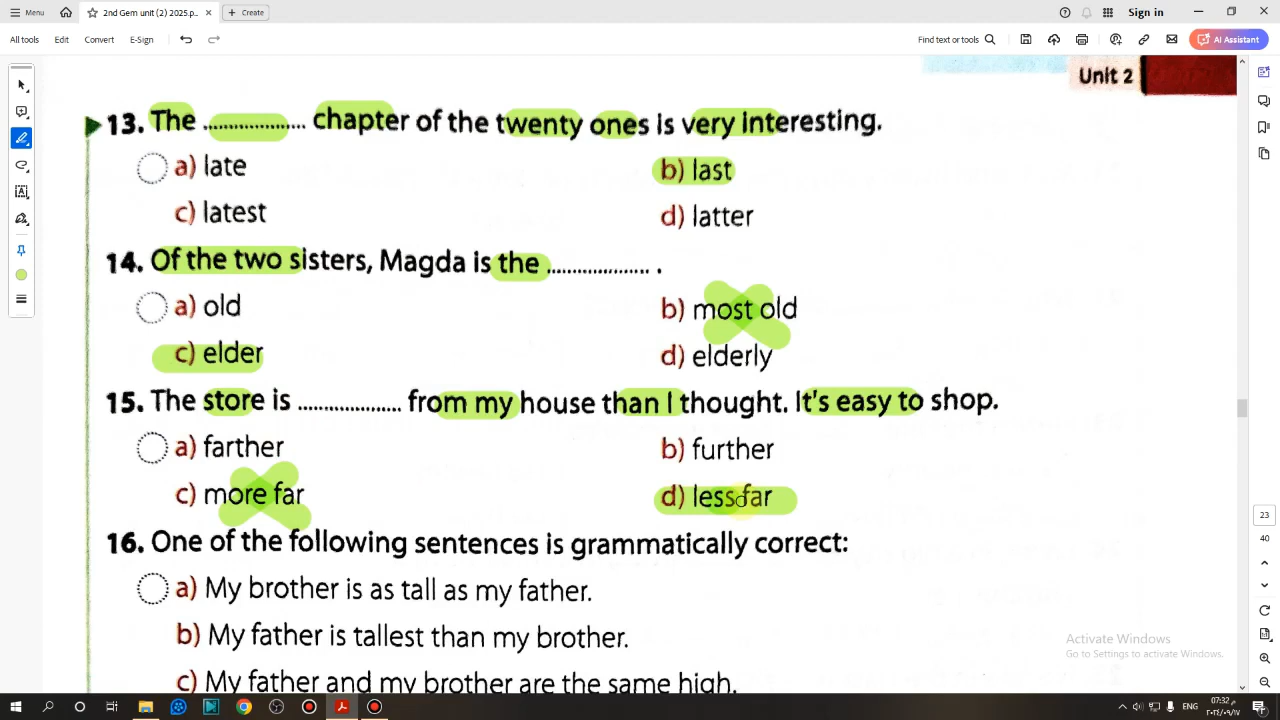 Menu
2nd Gem unit (2) 2025.p...
Create
Sign in
All tools
Edit
Convert
E-Sign
Find text or tools
AI Assistant
Unit 2
13. The .................... chapter of the twenty ones is very interesting.
a) late
b) last
c) latest
d) latter
14. Of the two sisters, Magda is the .................... .
a) old
b) most old
c) elder
d) elderly
15. The store is .................... from my house than I thought. It's easy to shop.
a) farther
b) further
c) more far
d) less far
16. One of the following sentences is grammatically correct:
a) My brother is as tall as my father.
b) My father is tallest than my brother.
c) My father and my brother are the same high.
23
40
Activate Windows
Go to Settings to activate Windows.
ENG
07:32 م